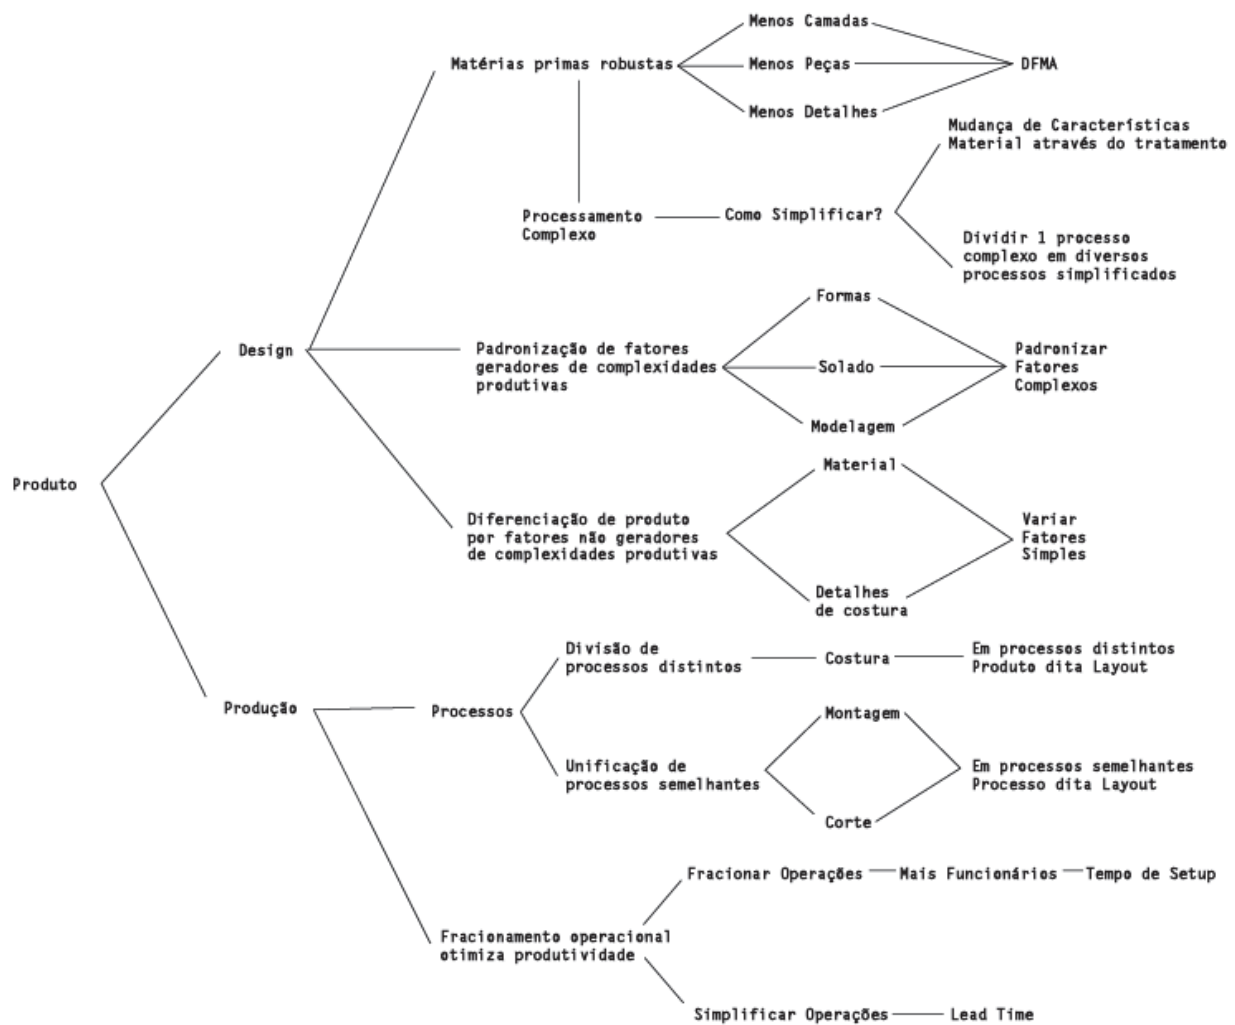 Menos Camadas
Matérias primas robustas
Menos Peças
DFMA
Menos Detalhes
Mudança de Características
Material através do tratamento
Processamento
Complexo
Como Simplificar?
Dividir 1 processo
complexo em diversos
processos simplificados
Formas
Design
Padronização de fatores
geradores de complexidades
produtivas
Solado
Padronizar
Fatores
Complexos
Modelagem
Produto
Material
Diferenciação de produto
por fatores não geradores
de complexidades produtivas
Variar
Fatores
Simples
Detalhes
de costura
Divisão de
processos distintos
Costura
Em processos distintos
Produto dita Layout
Produção
Processos
Montagem
Unificação de
processos semelhantes
Em processos semelhantes
Processo dita Layout
Corte
Fracionar Operações
Mais Funcionários
Tempo de Setup
Fracionamento operacional
otimiza produtividade
Simplificar Operações
Lead Time